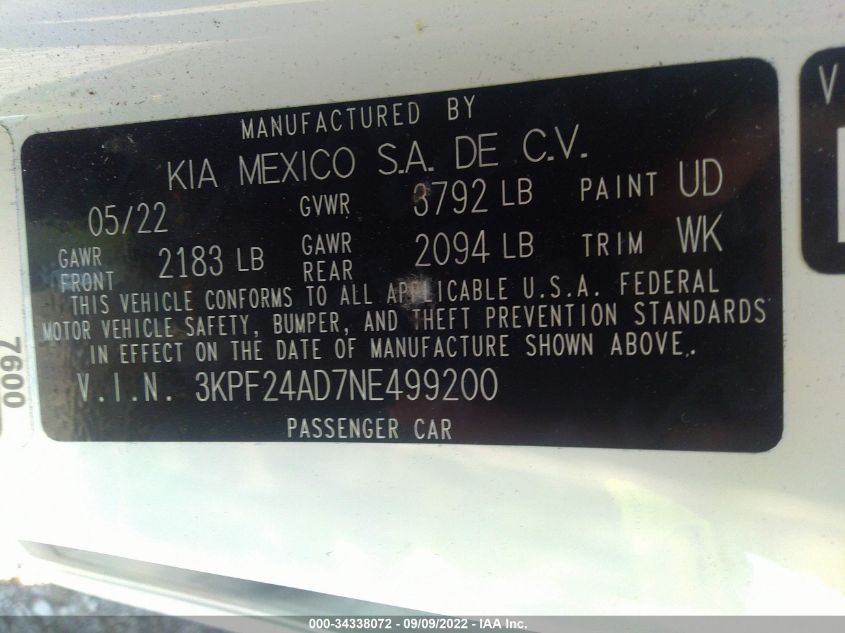 MANUFACTURED BY
KIA MEXICO S.A. DE C.V.
05/22 GVWR 3792 LB PAINT UD
GAWR FRONT 2183 LB GAWR REAR 2094 LB TRIM WK
THIS VEHICLE CONFORMS TO ALL APPLICABLE U.S.A. FEDERAL
MOTOR VEHICLE SAFETY, BUMPER, AND THEFT PREVENTION STANDARDS
IN EFFECT ON THE DATE OF MANUFACTURE SHOWN ABOVE,.
V.I.N. 3KPF24AD7NE499200
PASSENGER CAR
7600
V
000-34338072 - 09/09/2022 - IAA Inc.